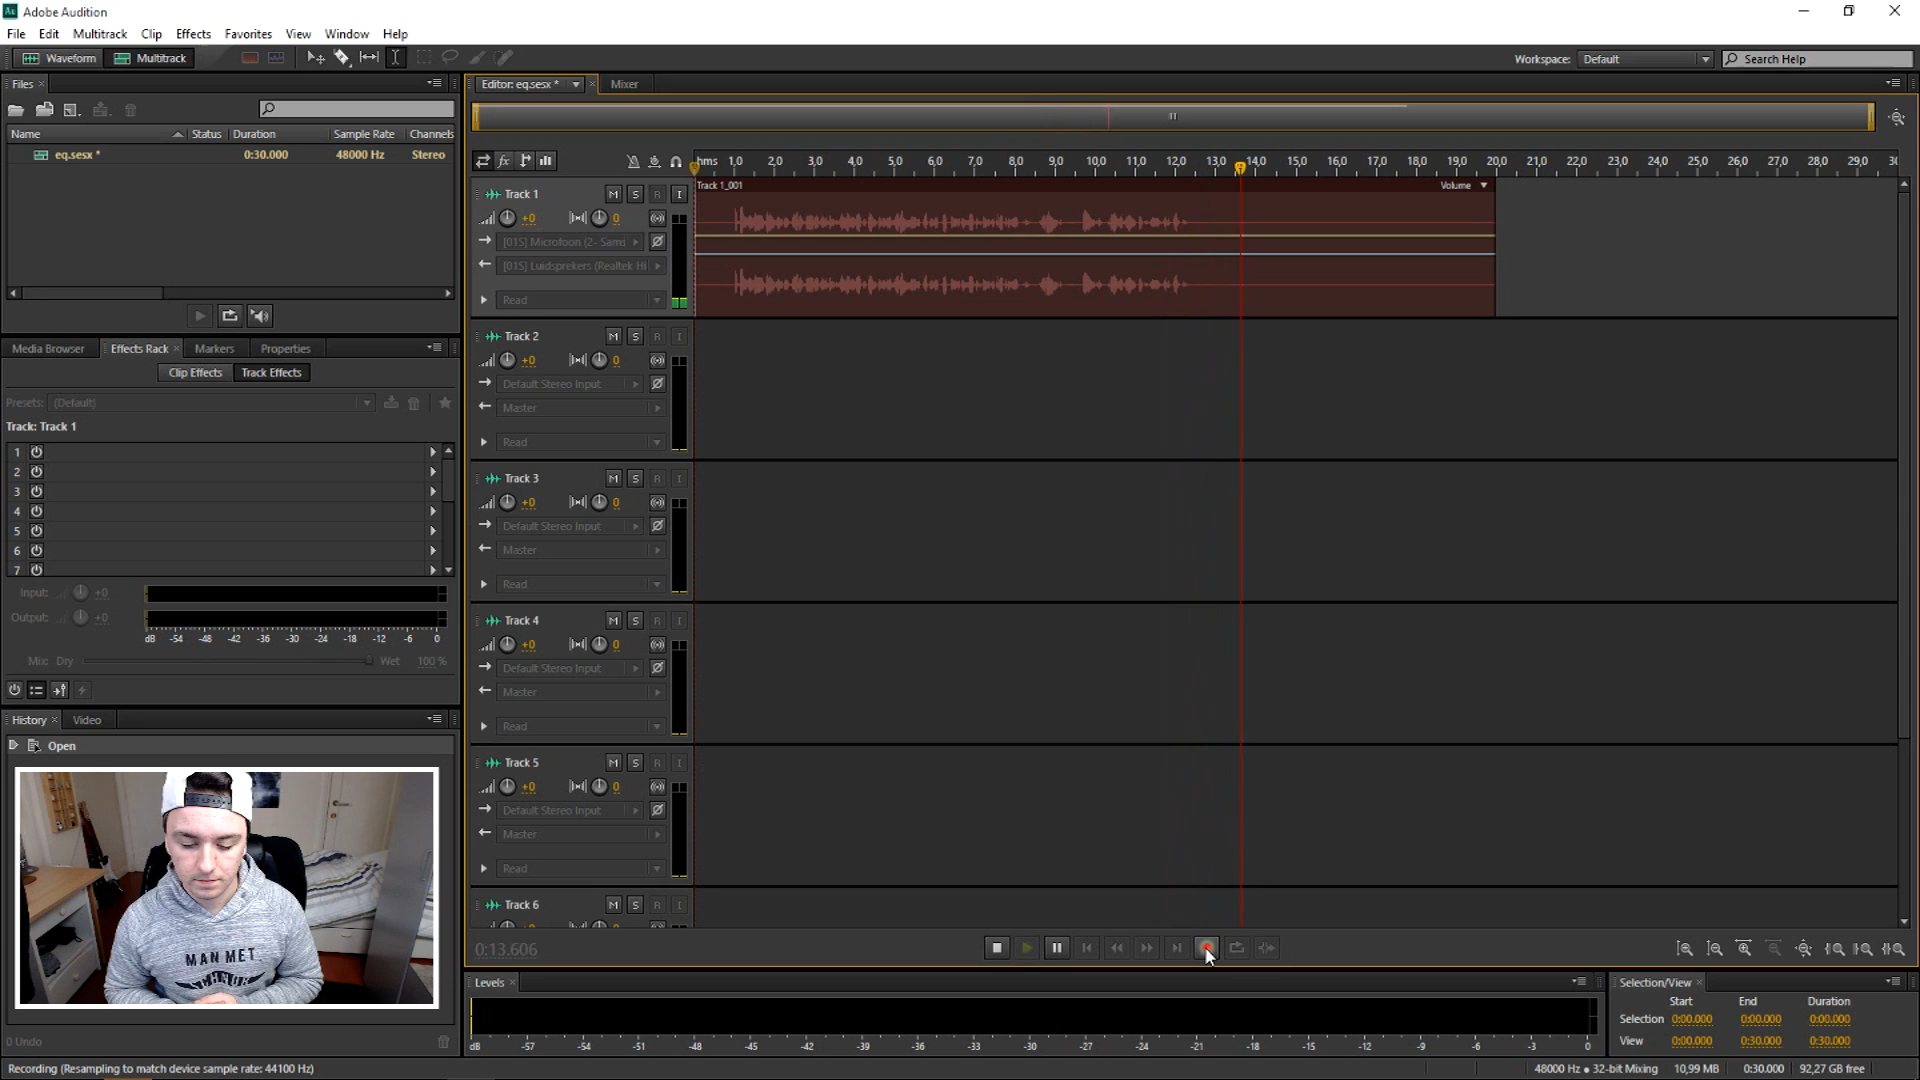 Au Adobe Audition
File Edit Multitrack Clip Effects Favorites View Window Help
Waveform Multitrack Workspace: Default Search Help
Files
Name Status Duration Sample Rate Channels
eq.sesx * 0:30.000 48000 Hz Stereo
Media Browser Effects Rack Markers Properties
Clip Effects Track Effects
Presets: (Default)
Track: Track 1
1
2
3
4
5
6
7
Input: +0
Output: +0
dB -54 -48 -42 -36 -30 -24 -18 -12 -6 0
Mix: Dry Wet 100 %
History Video
Open
MAN MET
0 Undo
Editor: eq.sesx * Mixer
fx hms 1,0 2,0 3,0 4,0 5,0 6,0 7,0 8,0 9,0 10,0 11,0 12,0 13,0 14,0 15,0 16,0 17,0 18,0 19,0 20,0 21,0 22,0 23,0 24,0 25,0 26,0 27,0 28,0 29,0
Track 1 M S R I Track 1_001 Volume
+0 0
[01S] Microfoon (2- Sams
[01S] Luidsprekers (Realtek Hi
Read
Track 2 M S R I
+0 0
Default Stereo Input
Master
Read
Track 3 M S R I
+0 0
Default Stereo Input
Master
Read
Track 4 M S R I
+0 0
Default Stereo Input
Master
Read
Track 5 M S R I
+0 0
Default Stereo Input
Master
Read
Track 6 M S R I
0:13.606
Levels
dB -57 -54 -51 -48 -45 -42 -39 -36 -33 -30 -27 -24 -21 -18 -15 -12 -9 -6 -3 0
Selection/View
Start End Duration
Selection 0:00.000 0:00.000 0:00.000
View 0:00.000 0:30.000 0:30.000
Recording (Resampling to match device sample rate: 44100 Hz) 48000 Hz • 32-bit Mixing 10,99 MB 0:30.000 92,27 GB free